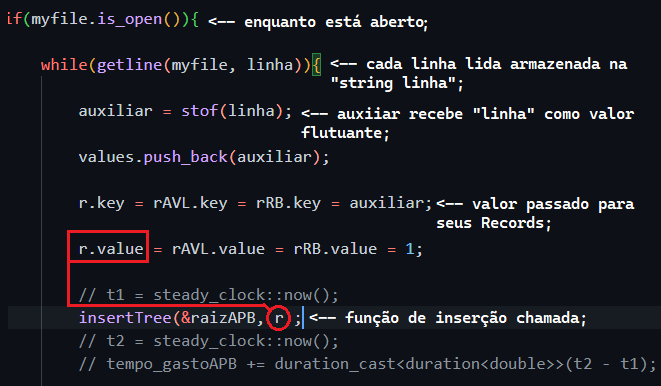 if(myfile.is_open()){ <-- enquanto está aberto;
while(getline(myfile, linha)){ <-- cada linha lida armazenada na
"string linha";
auxiliar = stof(linha); <-- auxiiar recebe "linha" como valor
flutuante;
values.push_back(auxiliar);
r.key = rAVL.key = rRB.key = auxiliar; <-- valor passado para
seus Records;
r.value = rAVL.value = rRB.value = 1;
// t1 = steady_clock::now();
insertTree(&raizAPB, r ; <-- função de inserção chamada;
// t2 = steady_clock::now();
// tempo_gastoAPB += duration_cast<duration<double>>(t2 - t1);